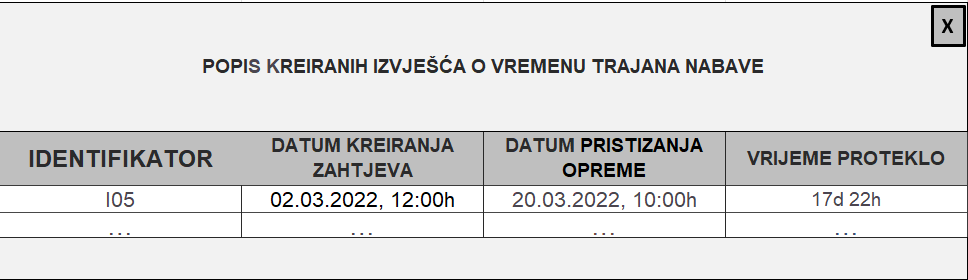 X
POPIS KREIRANIH IZVJEŠĆA O VREMENU TRAJANA NABAVE
IDENTIFIKATOR
DATUM KREIRANJA
ZAHTJEVA
DATUM PRISTIZANJA
OPREME
VRIJEME PROTEKLO
I05
02.03.2022, 12:00h
20.03.2022, 10:00h
17d 22h
...
...
...
...